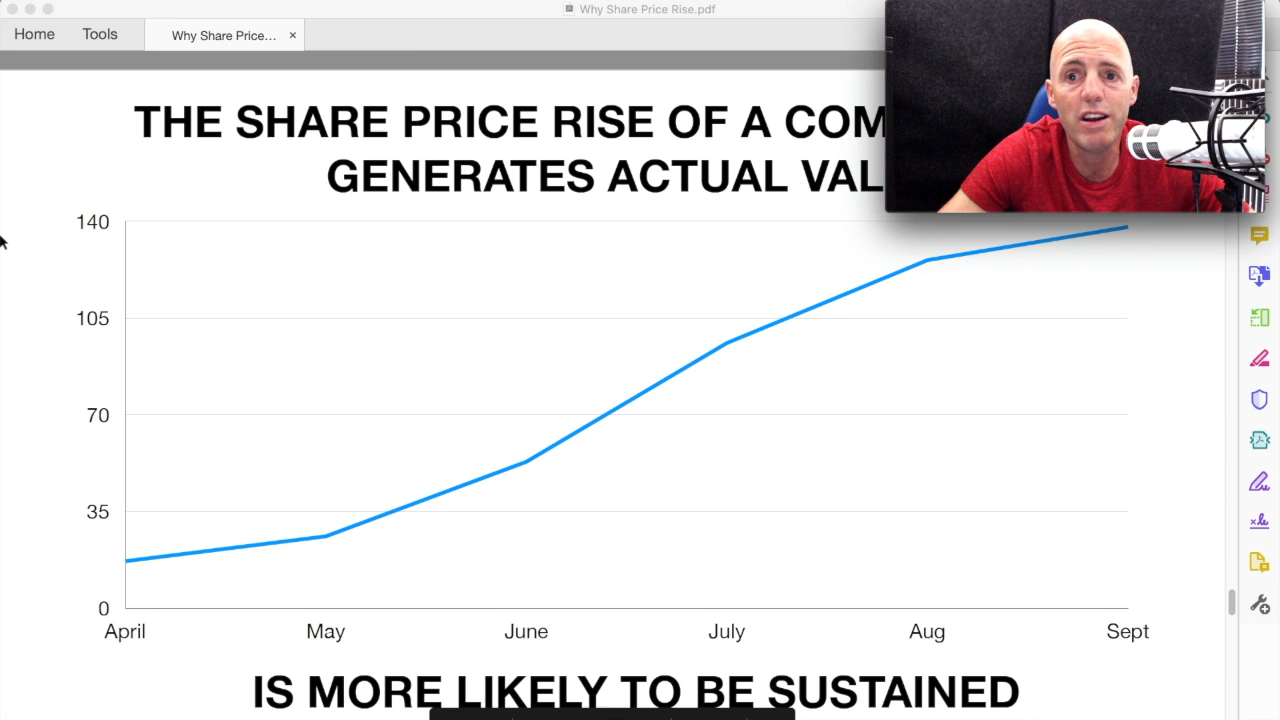 Why Share Price Rise.pdf
Home Tools Why Share Price... ×
THE SHARE PRICE RISE OF A COM
GENERATES ACTUAL VAL
140
105
70
35
0
April May June July Aug Sept
IS MORE LIKELY TO BE SUSTAINED